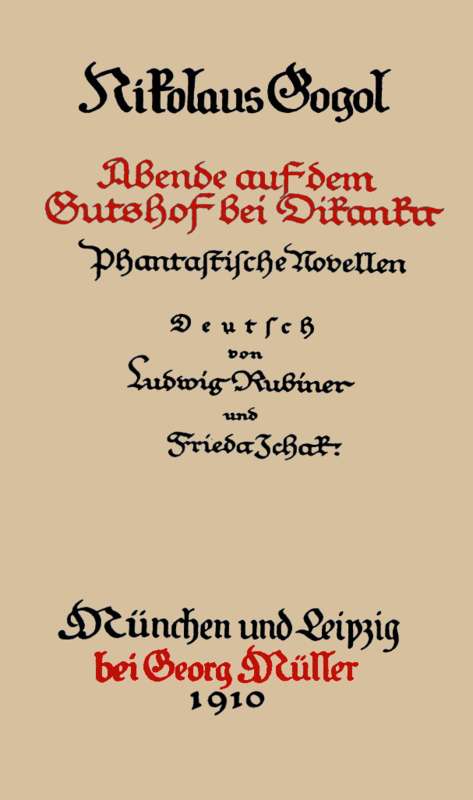 Nikolaus Gogol
Abende auf dem
Gutshof bei Dikanka
Phantastische Novellen
Deutsch
von
Ludwig Rubiner
und
Frieda Ichak:
München und Leipzig
bei Georg Müller
1910